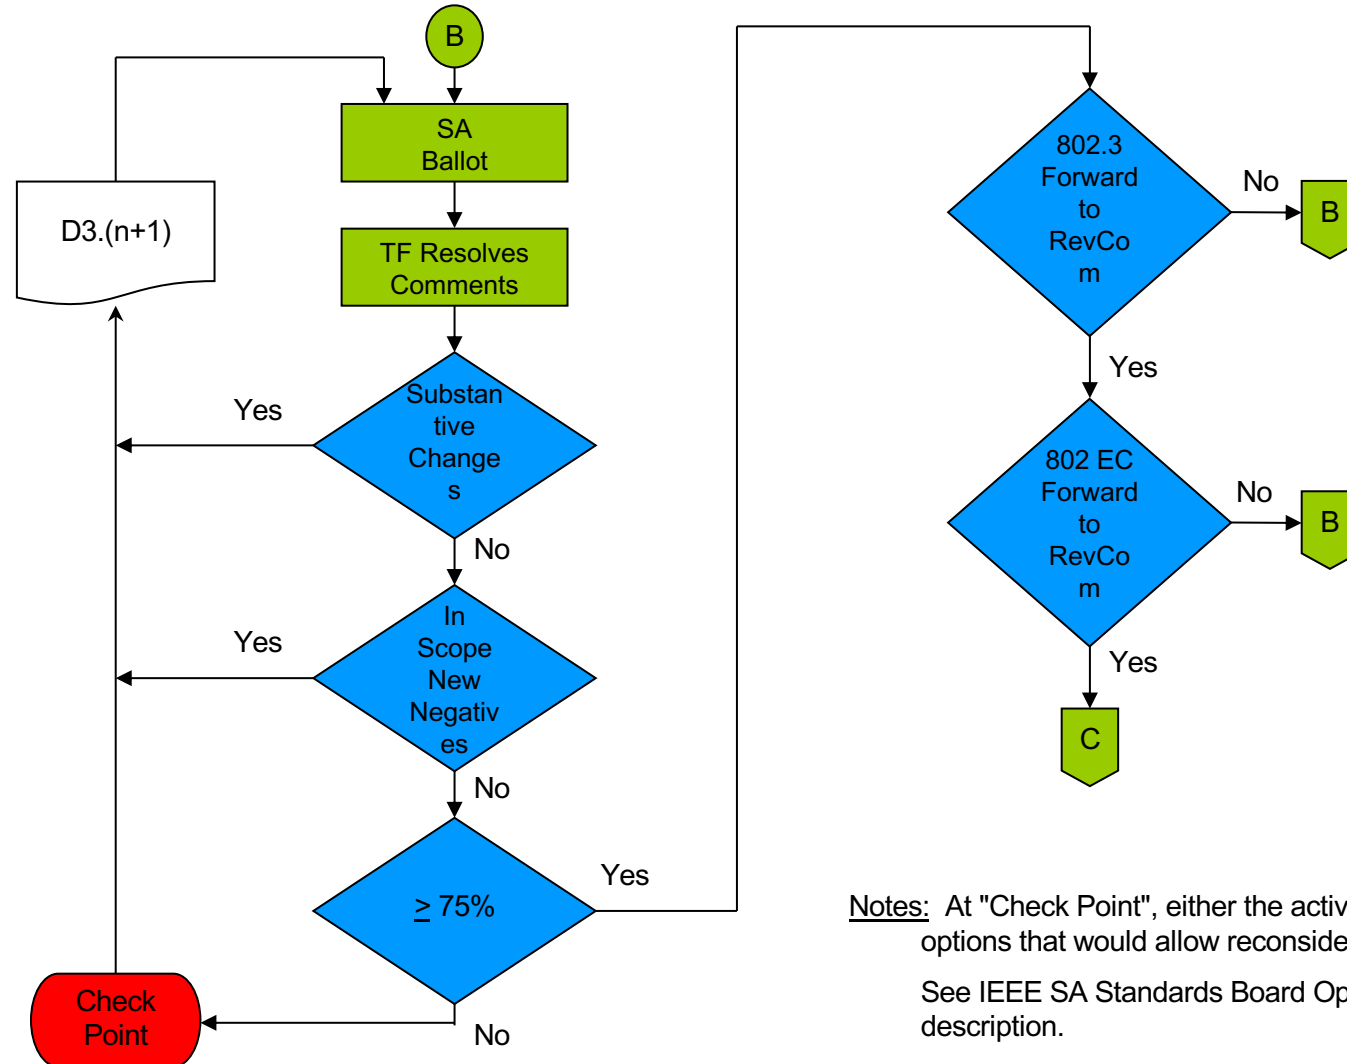 B
SA
Ballot
D3.(n+1)
TF Resolves
Comments
Substan
tive
Change
s
Yes
No
In
Scope
New
Negativ
es
Yes
No
≥ 75%
Yes
No
Check
Point
802.3
Forward
to
RevCo
m
No
B
Yes
802 EC
Forward
to
RevCo
m
No
B
Yes
C
Notes: At "Check Point", either the activ
options that would allow reconside
See IEEE SA Standards Board Op
description.